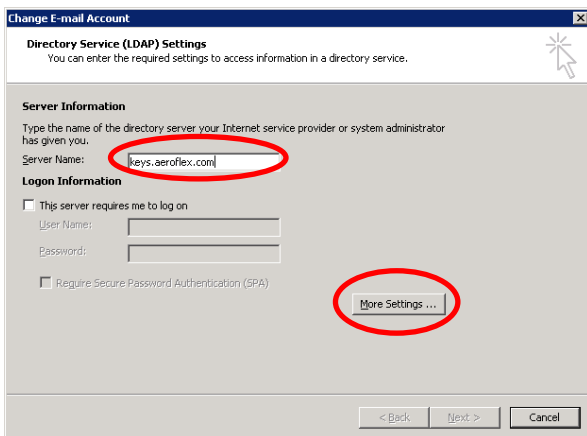 Change E-mail Account
Directory Service (LDAP) Settings
You can enter the required settings to access information in a directory service.
Server Information
Type the name of the directory server your Internet service provider or system administrator
has given you.
Server Name: keys.aeroflex.com
Logon Information
This server requires me to log on
User Name:
Password:
Require Secure Password Authentication (SPA)
More Settings ...
< Back Next > Cancel